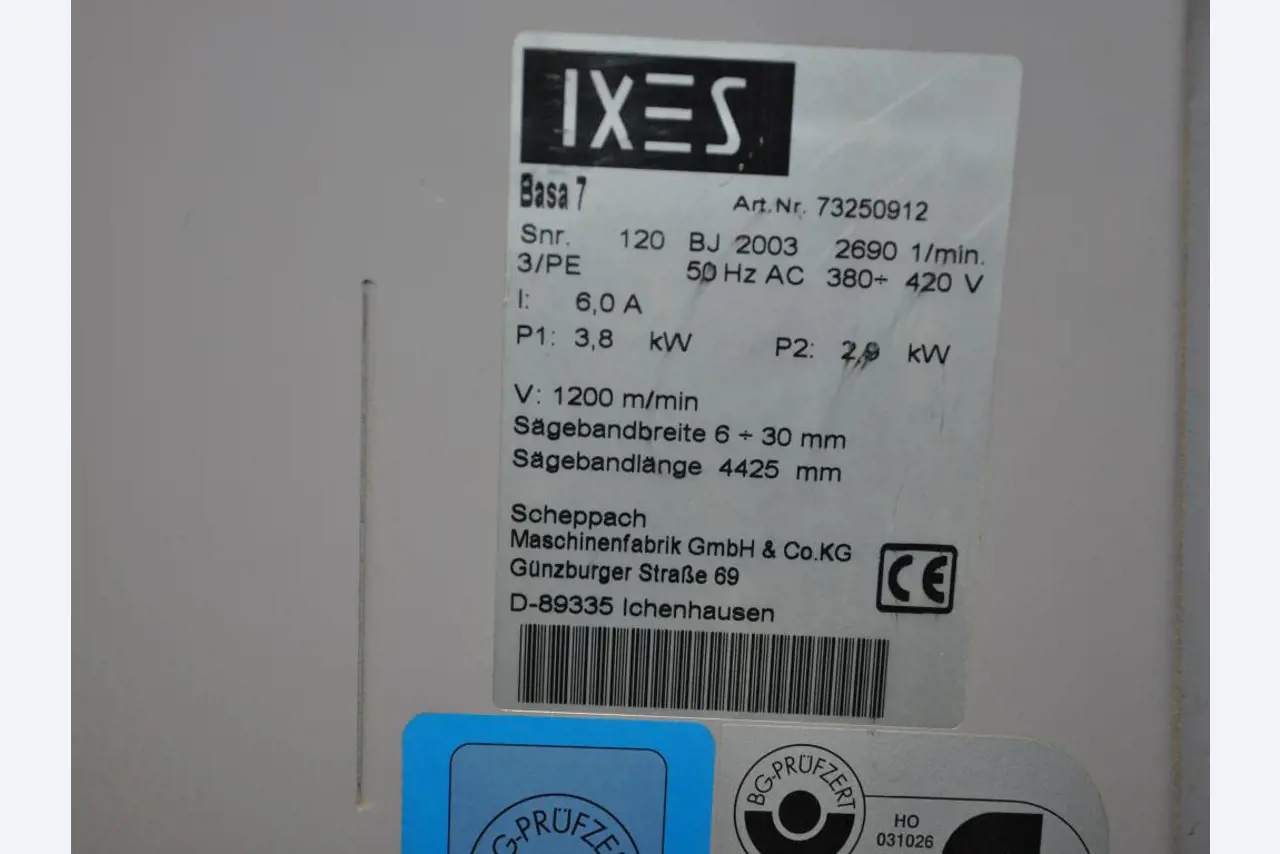 IXES
Basa 7
Art.Nr. 73250912
Snr. 120 BJ 2003 2690 1/min.
3/PE 50 Hz AC 380÷ 420 V
I: 6,0 A
P1: 3,8 kW P2: 2,9 kW
V: 1200 m/min
Sägebandbreite 6 ÷ 30 mm
Sägebandlänge 4425 mm
Scheppach
Maschinenfabrik GmbH & Co.KG
Günzburger Straße 69
D-89335 Ichenhausen
CE
BG-PRÜFZERT
HO
031026